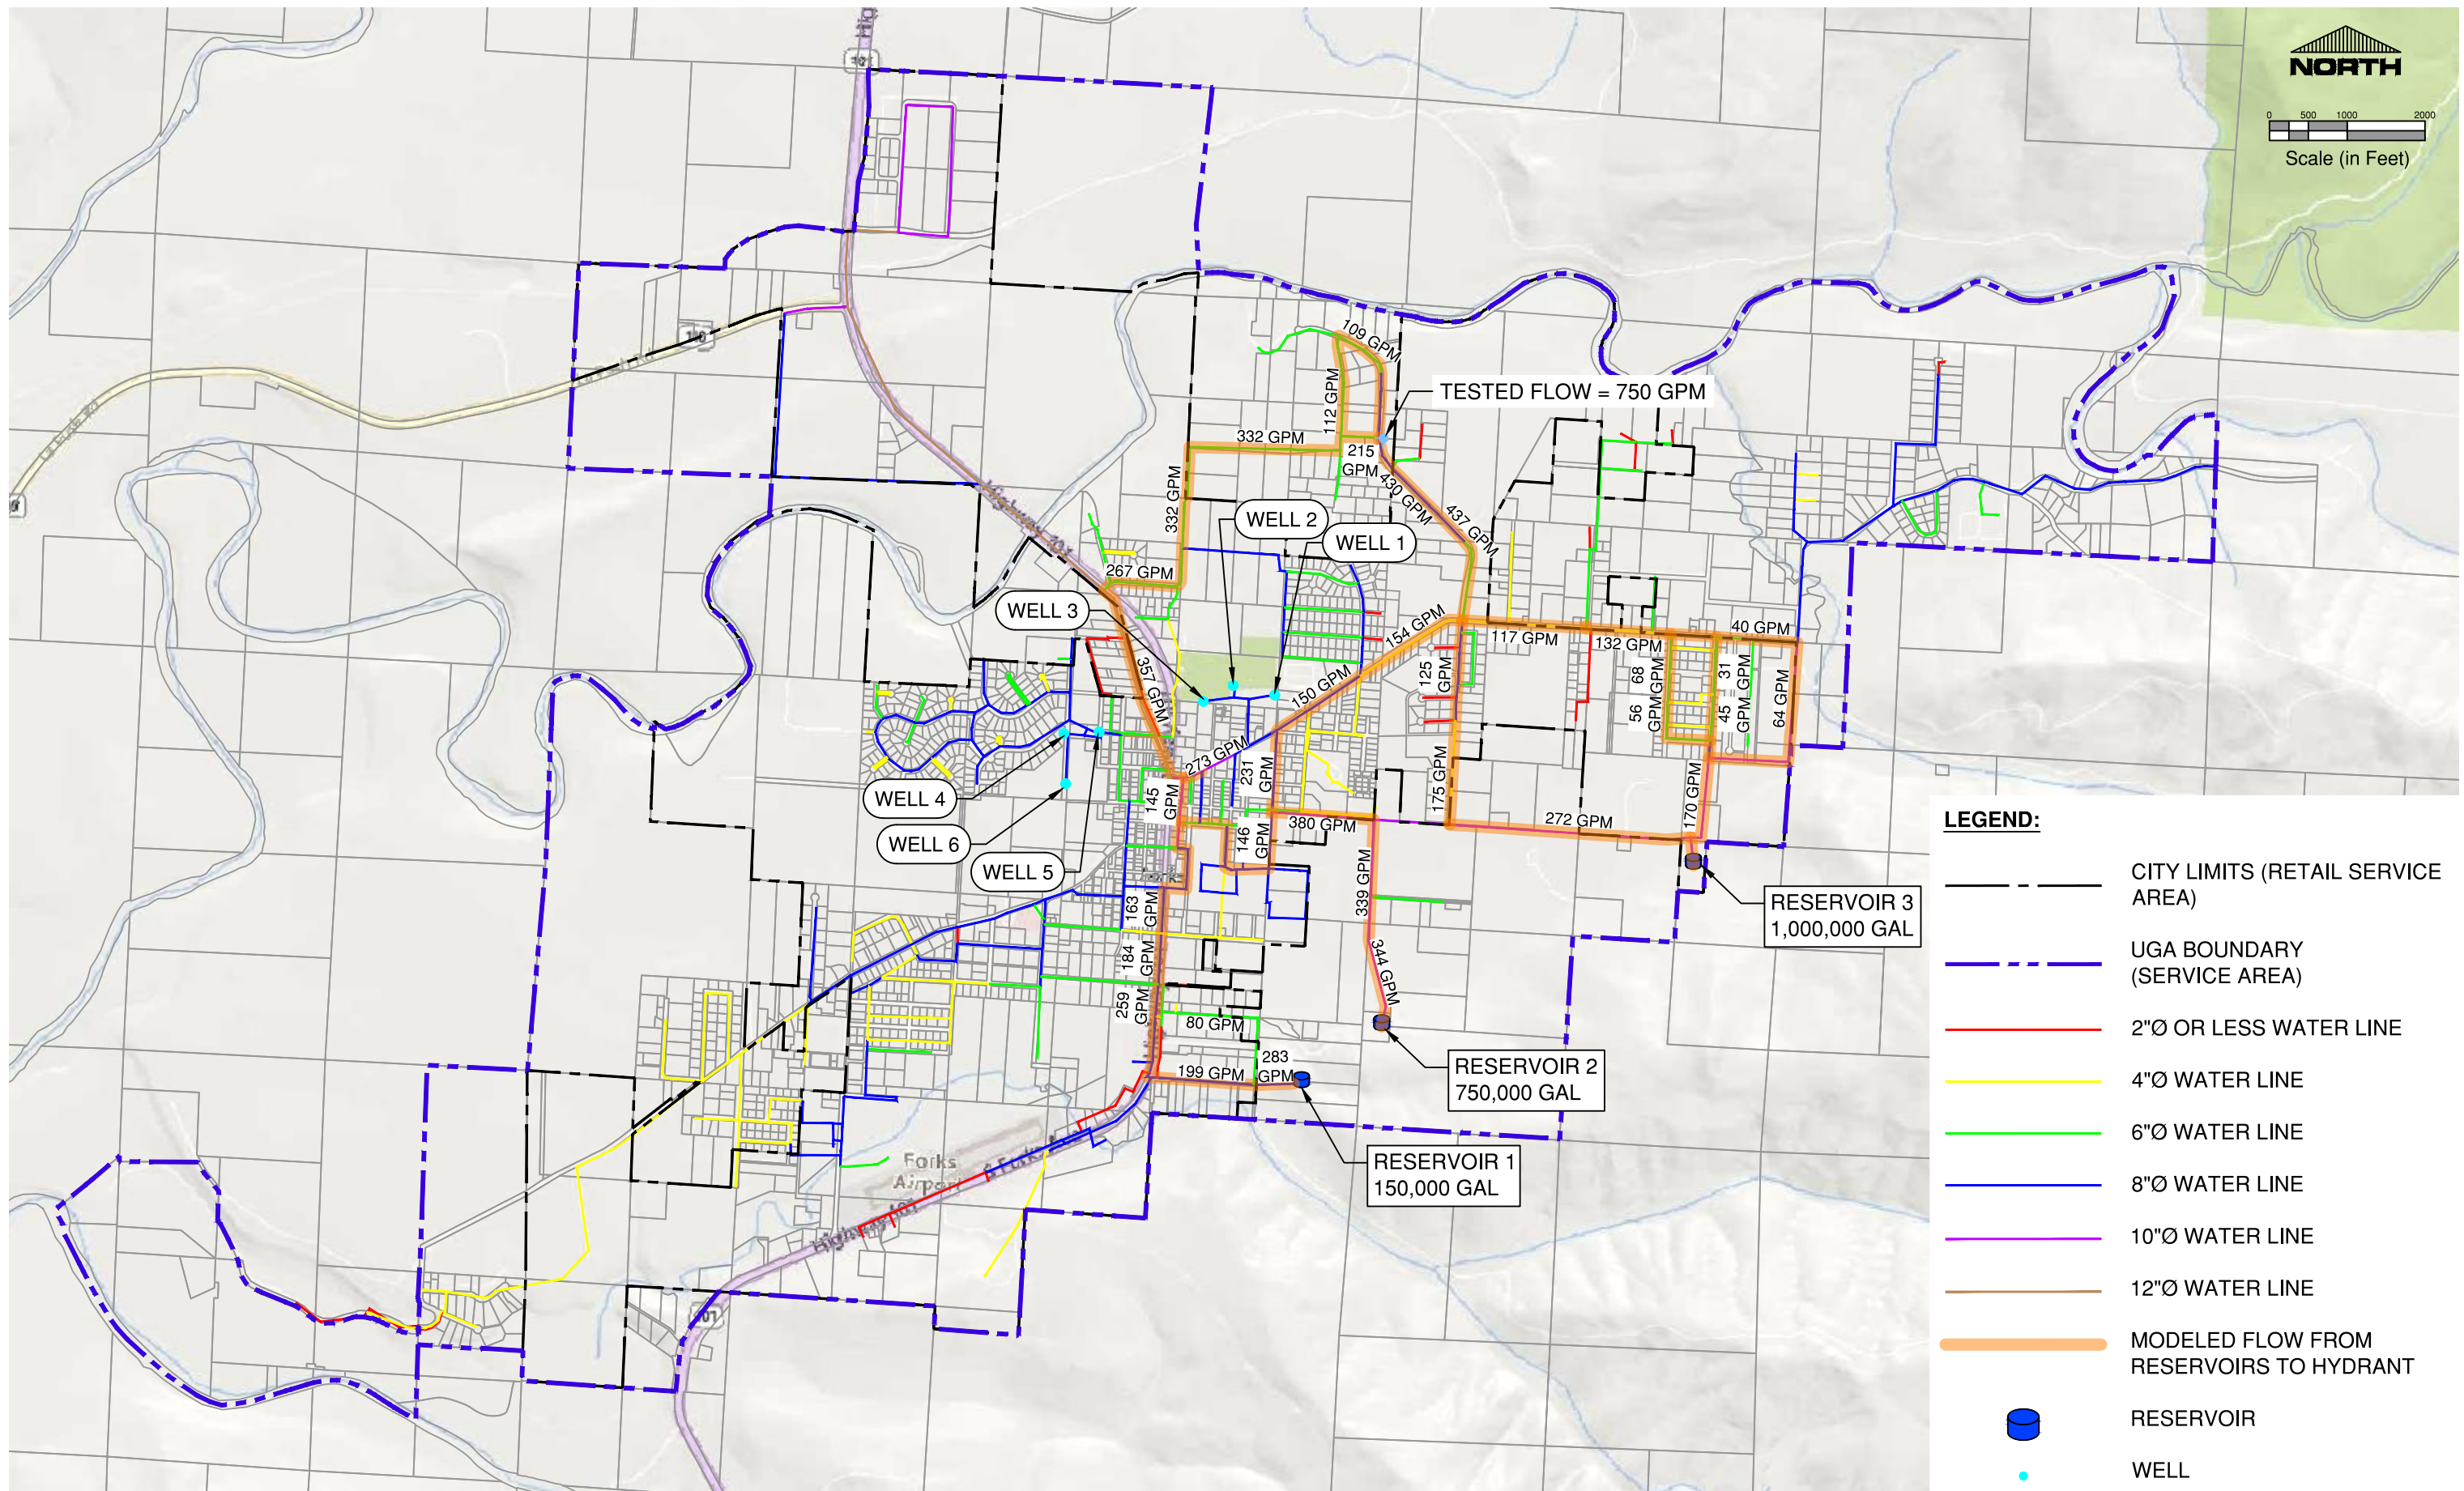 NORTH
0 500 1000 2000
Scale (in Feet)
101
110
109 GPM
TESTED FLOW = 750 GPM
112 GPM
332 GPM
215
GPM
430 GPM
332 GPM
437 GPM
Highway 101
WELL 2
WELL 1
267 GPM
WELL 3
154 GPM
117 GPM
132 GPM
40 GPM
357 GPM
150 GPM
125
GPM
68
GPM
56
GPM
31
GPM
45
GPM
64 GPM
273 GPM
231
GPM
WELL 4
145
GPM
175 GPM
170 GPM
WELL 6
146
GPM
380 GPM
272 GPM
WELL 5
163
GPM
339 GPM
RESERVOIR 3
1,000,000 GAL
184
GPM
344 GPM
259
GPM
80 GPM
283
GPM
199 GPM
RESERVOIR 2
750,000 GAL
Forks
Airport
RESERVOIR 1
150,000 GAL
Highway 101
101
LEGEND:
CITY LIMITS (RETAIL SERVICE
AREA)
UGA BOUNDARY
(SERVICE AREA)
2"Ø OR LESS WATER LINE
4"Ø WATER LINE
6"Ø WATER LINE
8"Ø WATER LINE
10"Ø WATER LINE
12"Ø WATER LINE
MODELED FLOW FROM
RESERVOIRS TO HYDRANT
RESERVOIR
WELL